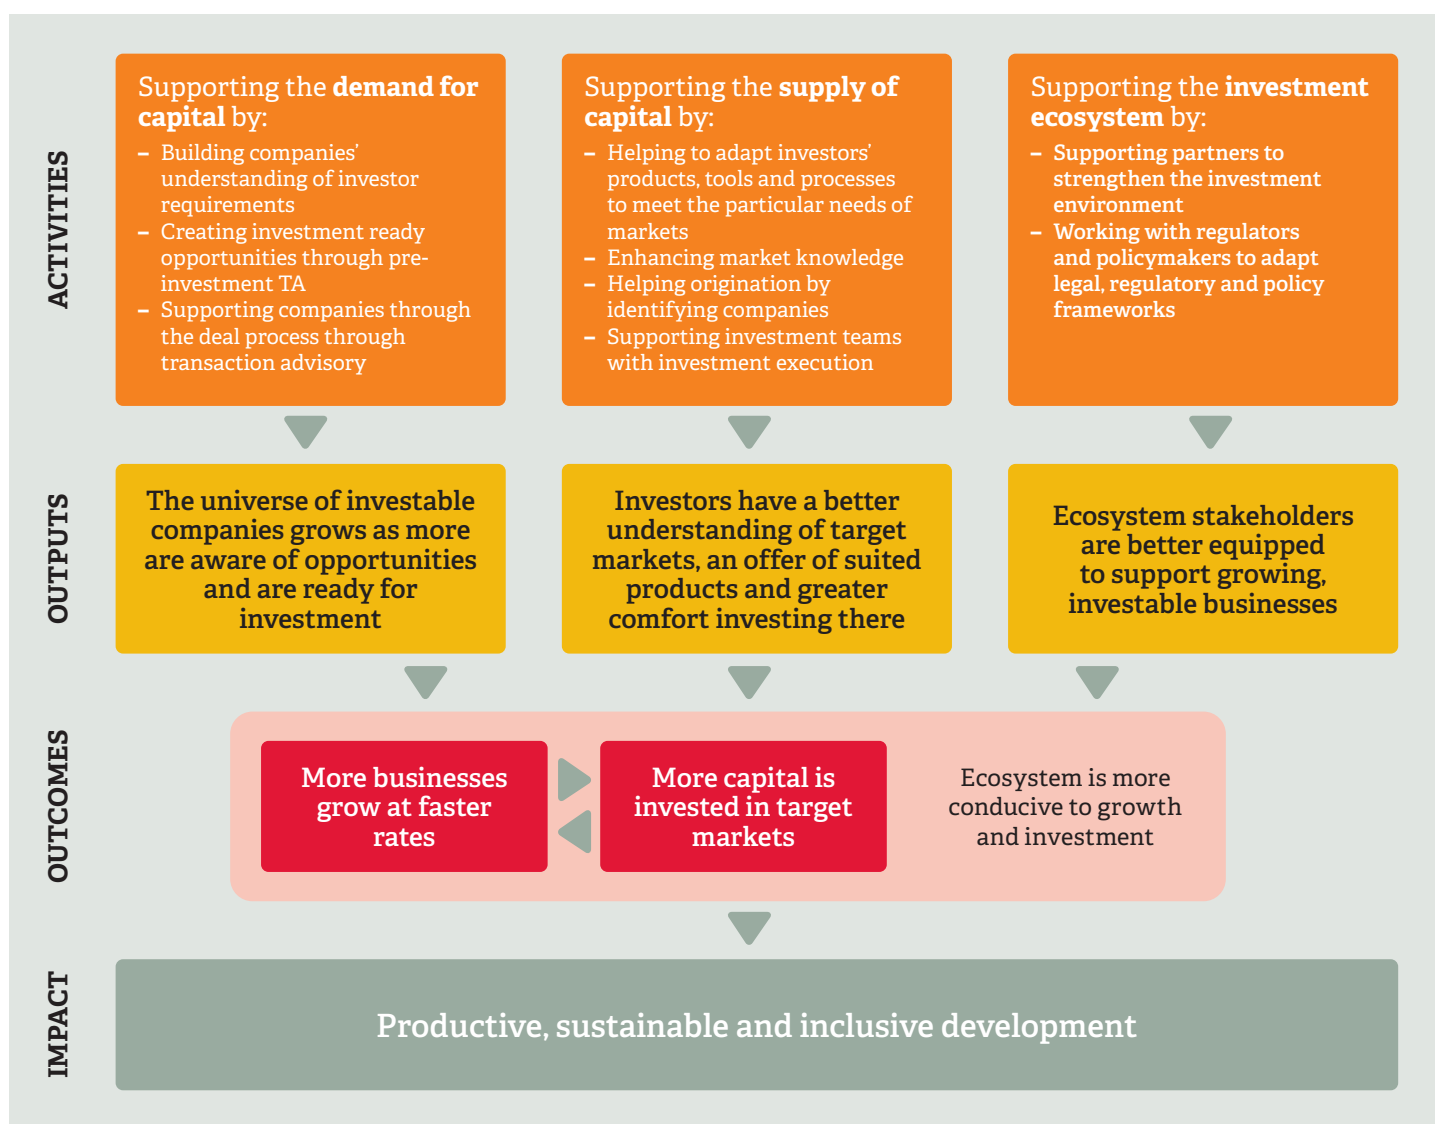 ACTIVITIES
Supporting the demand for
capital by:
– Building companies’
understanding of investor
requirements
– Creating investment ready
opportunities through pre-
investment TA
– Supporting companies through
the deal process through
transaction advisory
Supporting the supply of
capital by:
– Helping to adapt investors’
products, tools and processes
to meet the particular needs of
markets
– Enhancing market knowledge
– Helping origination by
identifying companies
– Supporting investment teams
with investment execution
Supporting the investment
ecosystem by:
– Supporting partners to
strengthen the investment
environment
– Working with regulators
and policymakers to adapt
legal, regulatory and policy
frameworks
OUTPUTS
The universe of investable
companies grows as more
are aware of opportunities
and are ready for
investment
Investors have a better
understanding of target
markets, an offer of suited
products and greater
comfort investing there
Ecosystem stakeholders
are better equipped
to support growing,
investable businesses
OUTCOMES
More businesses
grow at faster
rates
More capital is
invested in target
markets
Ecosystem is more
conducive to growth
and investment
IMPACT
Productive, sustainable and inclusive development